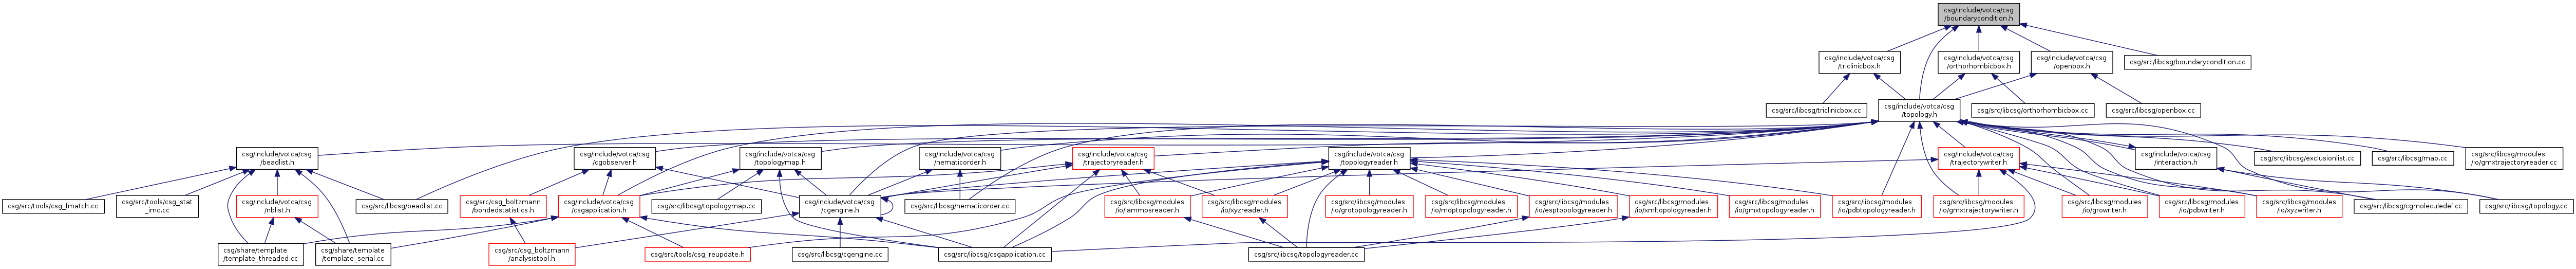 csg/include/votca/csg
/boundarycondition.h
csg/include/votca/csg
/triclinicbox.h
csg/include/votca/csg
/orthorhombicbox.h
csg/include/votca/csg
/openbox.h
csg/src/libcsg/boundarycondition.cc
csg/src/libcsg/triclinicbox.cc
csg/include/votca/csg
/topology.h
csg/src/libcsg/orthorhombicbox.cc
csg/src/libcsg/openbox.cc
csg/include/votca/csg
/beadlist.h
csg/include/votca/csg
/cgobserver.h
csg/include/votca/csg
/topologymap.h
csg/include/votca/csg
/nematicorder.h
csg/include/votca/csg
/trajectoryreader.h
csg/include/votca/csg
/topologyreader.h
csg/include/votca/csg
/trajectorywriter.h
csg/include/votca/csg
/interaction.h
csg/src/libcsg/exclusionlist.cc
csg/src/libcsg/map.cc
csg/src/libcsg/modules
/io/gmxtrajectoryreader.cc
csg/src/tools/csg_fmatch.cc
csg/src/tools/csg_stat
_imc.cc
csg/include/votca/csg
/nblist.h
csg/src/libcsg/beadlist.cc
csg/src/csg_boltzmann
/bondedstatistics.h
csg/include/votca/csg
/csgapplication.h
csg/src/libcsg/topologymap.cc
csg/include/votca/csg
/cgengine.h
csg/src/libcsg/nematicorder.cc
csg/src/libcsg/modules
/io/lammpsreader.h
csg/src/libcsg/modules
/io/xyzreader.h
csg/src/libcsg/modules
/io/grotopologyreader.h
csg/src/libcsg/modules
/io/mdptopologyreader.h
csg/src/libcsg/modules
/io/esptopologyreader.h
csg/src/libcsg/modules
/io/xmltopologyreader.h
csg/src/libcsg/modules
/io/gmxtopologyreader.h
csg/src/libcsg/modules
/io/pdbtopologyreader.h
csg/src/libcsg/modules
/io/gmxtrajectorywriter.h
csg/src/libcsg/modules
/io/growriter.h
csg/src/libcsg/modules
/io/pdbwriter.h
csg/src/libcsg/modules
/io/xyzwriter.h
csg/src/libcsg/cgmoleculedef.cc
csg/src/libcsg/topology.cc
csg/share/template
/template_threaded.cc
csg/share/template
/template_serial.cc
csg/src/csg_boltzmann
/analysistool.h
csg/src/tools/csg_reupdate.h
csg/src/libcsg/cgengine.cc
csg/src/libcsg/csgapplication.cc
csg/src/libcsg/topologyreader.cc